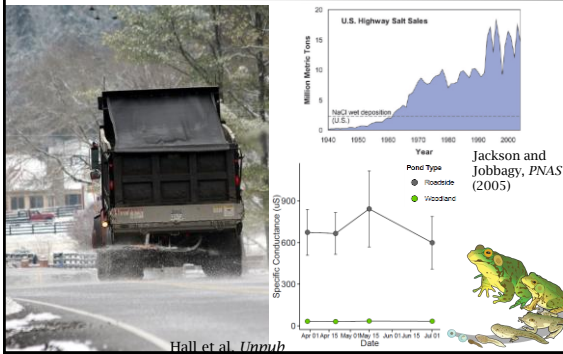 U.S. Highway Salt Sales
Million Metric Tons
20
15
10
5
0
NaCl wet deposition
(U.S.)
1940 1950 1960 1970 1980 1990 2000
Year
Jackson and
Jobbagy, PNAS
(2005)
Pond Type
Roadside
Woodland
Specific Conductance (uS)
900
600
300
0
Apr 01 Apr 15 May 01 May 15 Jun 01 Jun 15 Jul 01
Date
Hall et al. Unpub